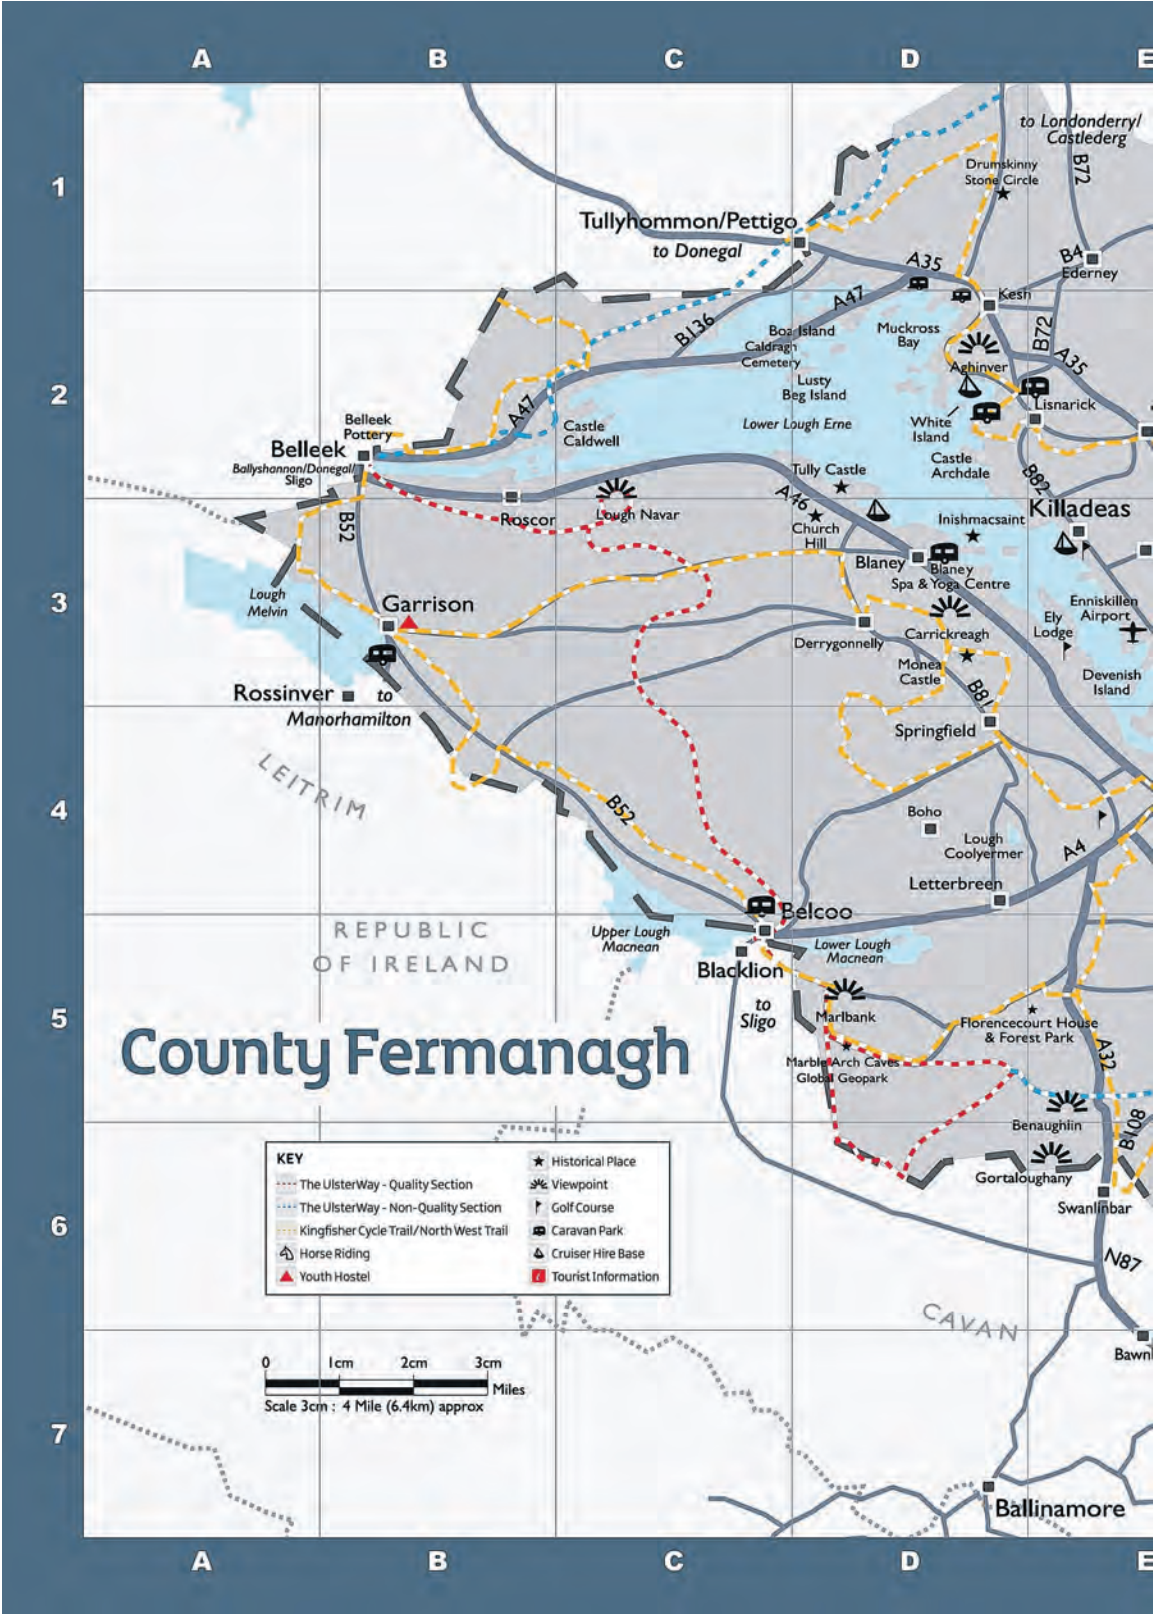 A
B
C
D
E
1
2
3
4
5
6
7
to Londonderry/
Castlederg
B72
Drumskinny
Stone Circle
Tullyhommon/Pettigo
to Donegal
A35
B4
Ederney
Kesh
A47
B136
Boa Island
Caldragh
Cemetery
Muckross
Bay
B72
A35
Aghinver
Lusty
Beg Island
Lisnarick
A47
Belleek
Pottery
Castle
Caldwell
Lower Lough Erne
White
Island
Belleek
Ballyshannon/Donegal/
Sligo
Castle
Archdale
Tully Castle
B82
A46
Killadeas
Roscor
Lough Navar
Church
Hill
Inishmacsaint
B52
Blaney
Blaney
Spa & Yoga Centre
Lough
Melvin
Garrison
Enniskillen
Airport
Ely
Lodge
Derrygonnelly
Carrickreagh
Monea
Castle
Devenish
Island
Rossinver
to
Manorhamilton
B81
Springfield
LEITRIM
B52
Boho
Lough
Coolyermer
A4
Letterbreen
Belcoo
REPUBLIC
OF IRELAND
Upper Lough
Macnean
Lower Lough
Macnean
Blacklion
to
Sligo
Marlbank
Florencecourt House
& Forest Park
County Fermanagh
Marble Arch Caves
Global Geopark
A32
Benaughlin
B108
Gortaloughany
Swanlinbar
KEY
The UlsterWay - Quality Section
The UlsterWay - Non-Quality Section
Kingfisher Cycle Trail/North West Trail
Horse Riding
Youth Hostel
Historical Place
Viewpoint
Golf Course
Caravan Park
Cruiser Hire Base
i Tourist Information
N87
CAVAN
Bawn
0 1cm 2cm 3cm
Miles
Scale 3cm : 4 Mile (6.4km) approx
Ballinamore
A
B
C
D
E